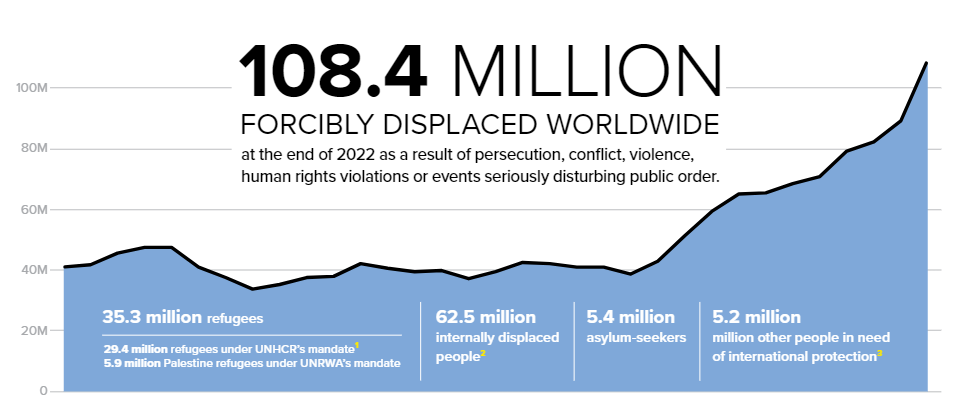 108.4 MILLION
FORCIBLY DISPLACED WORLDWIDE
at the end of 2022 as a result of persecution, conflict, violence,
human rights violations or events seriously disturbing public order.
100M
80M
60M
40M
20M
0
35.3 million refugees
29.4 million refugees under UNHCR's mandate¹
5.9 million Palestine refugees under UNRWA's mandate
62.5 million
internally displaced
people²
5.4 million
asylum-seekers
5.2 million
million other people in need
of international protection³